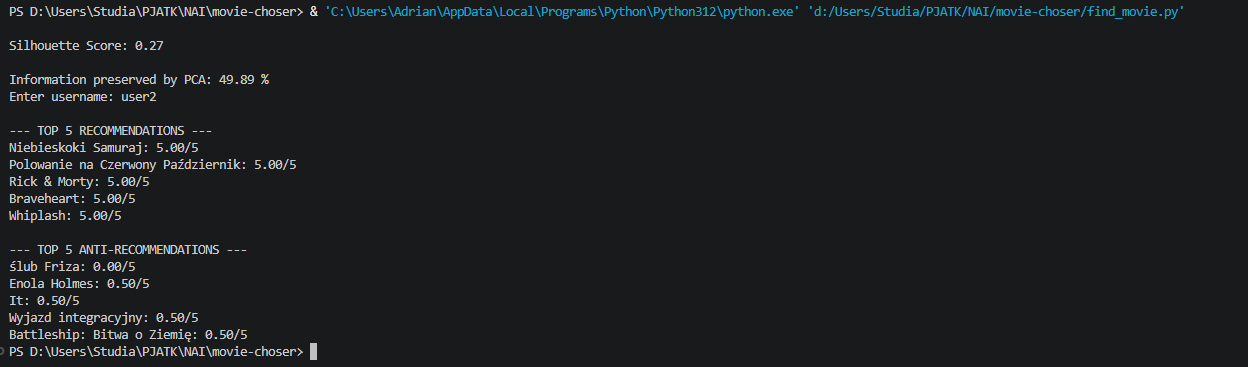 PS D:\Users\Studia\PJATK\NAI\movie-choser> & 'C:\Users\Adrian\AppData\Local\Programs\Python\Python312\python.exe' 'd:/Users/Studia/PJATK/NAI/movie-choser/find_movie.py'
Silhouette Score: 0.27
Information preserved by PCA: 49.89 %
Enter username: user2
--- TOP 5 RECOMMENDATIONS ---
Niebieskoki Samuraj: 5.00/5
Polowanie na Czerwony Październik: 5.00/5
Rick & Morty: 5.00/5
Braveheart: 5.00/5
Whiplash: 5.00/5
--- TOP 5 ANTI-RECOMMENDATIONS ---
ślub Friza: 0.00/5
Enola Holmes: 0.50/5
It: 0.50/5
Wyjazd integracyjny: 0.50/5
Battleship: Bitwa o Ziemię: 0.50/5
PS D:\Users\Studia\PJATK\NAI\movie-choser>